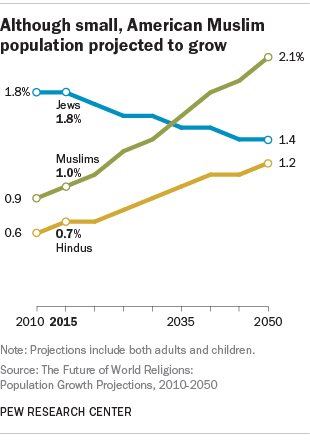 Although small, American Muslim
population projected to grow
2.1%
1.8%
Jews
1.8%
1.4
Muslims
1.0%
1.2
0.9
0.6
0.7%
Hindus
2010 2015 2035 2050
Note: Projections include both adults and children.
Source: The Future of World Religions:
Population Growth Projections, 2010-2050
PEW RESEARCH CENTER